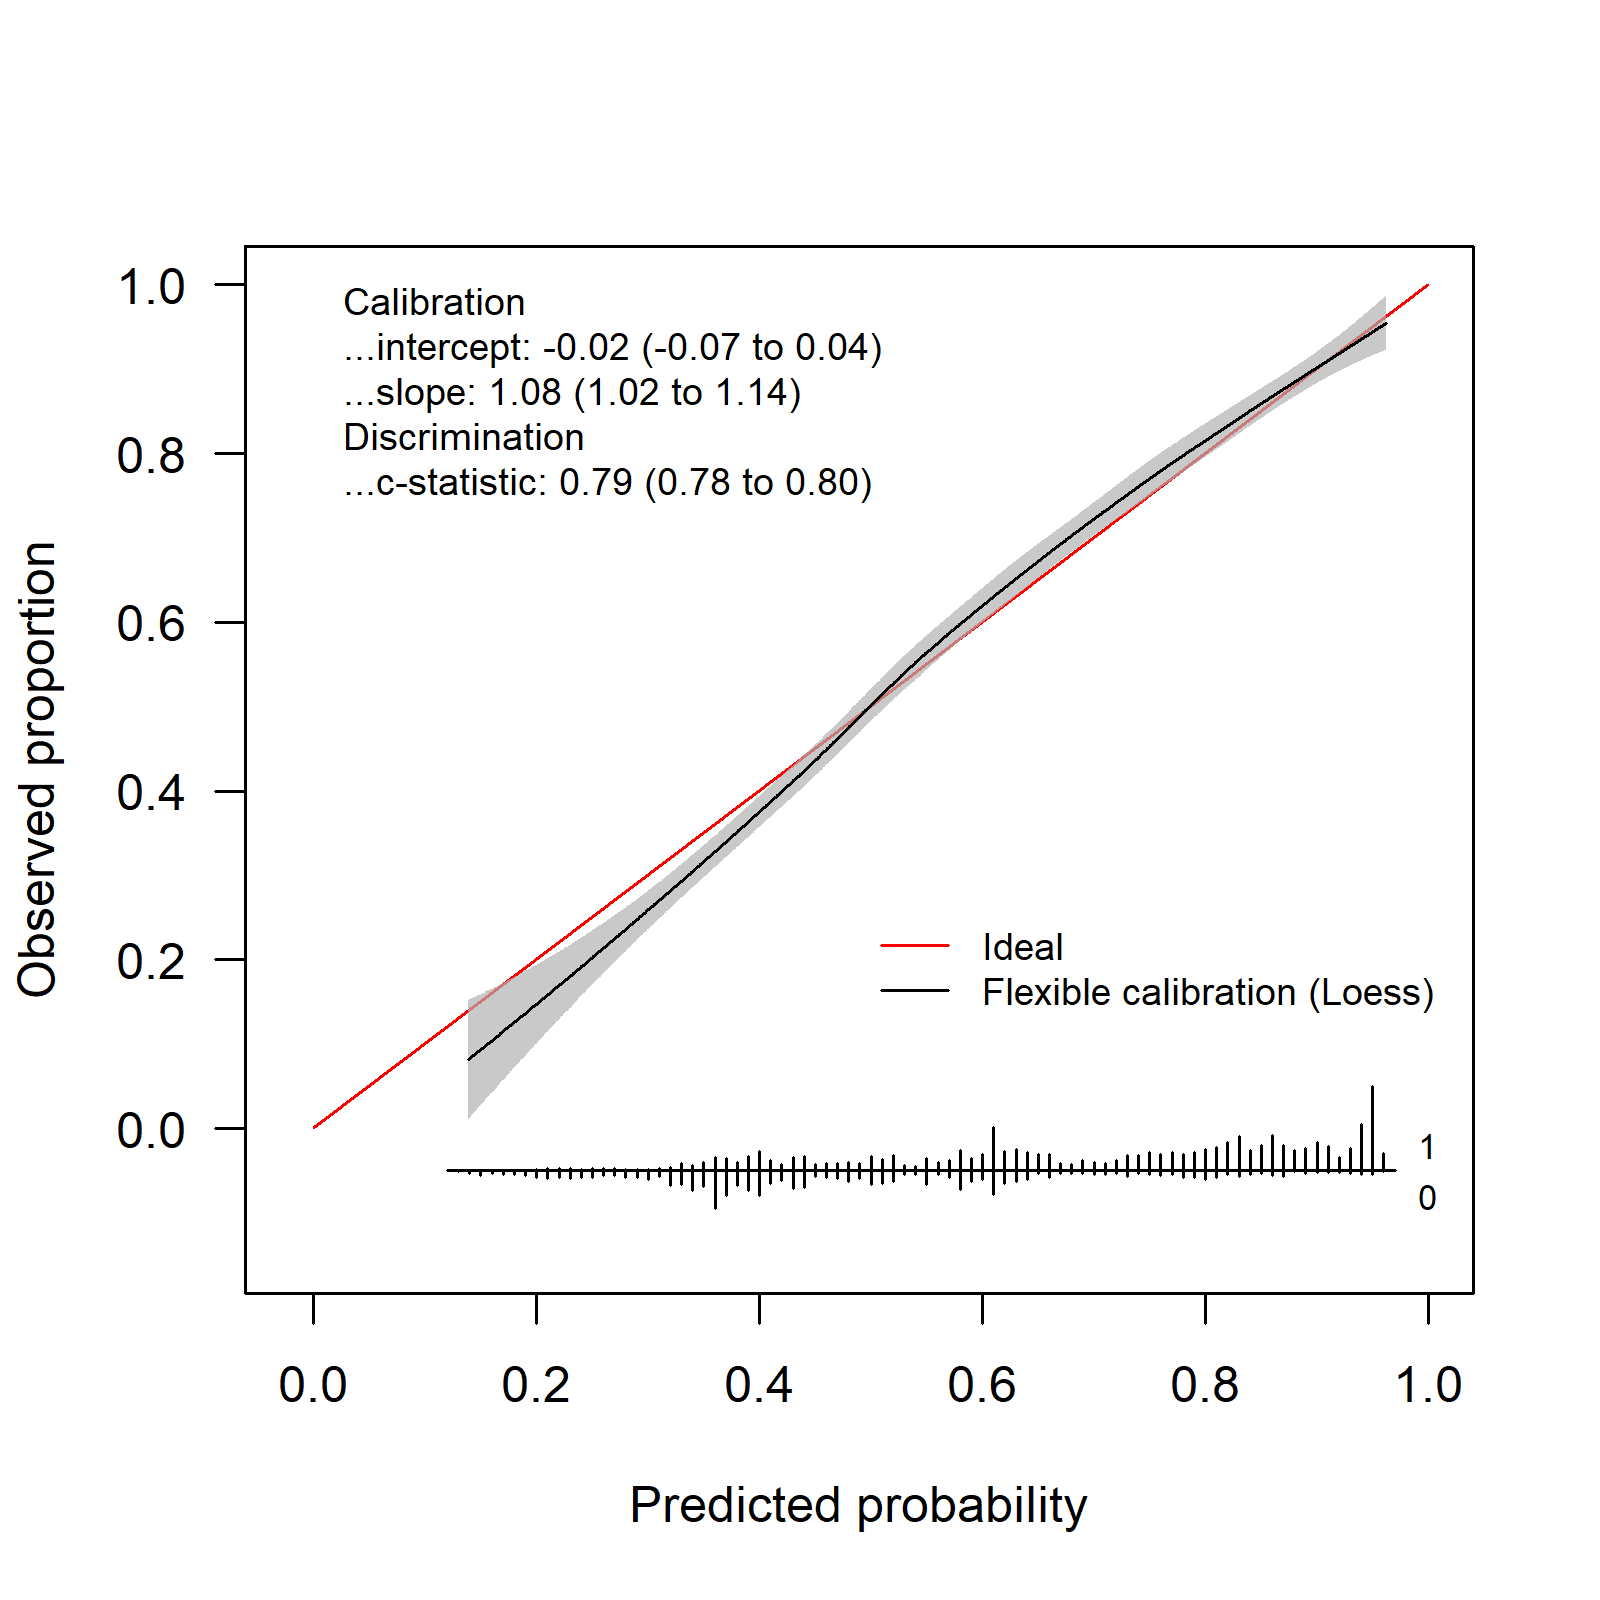 Calibration
...intercept: -0.02 (-0.07 to 0.04)
...slope: 1.08 (1.02 to 1.14)
Discrimination
...c-statistic: 0.79 (0.78 to 0.80)
1.0
0.8
0.6
0.4
0.2
0.0
Observed proportion
Ideal
Flexible calibration (Loess)
1
0
0.0 0.2 0.4 0.6 0.8 1.0
Predicted probability